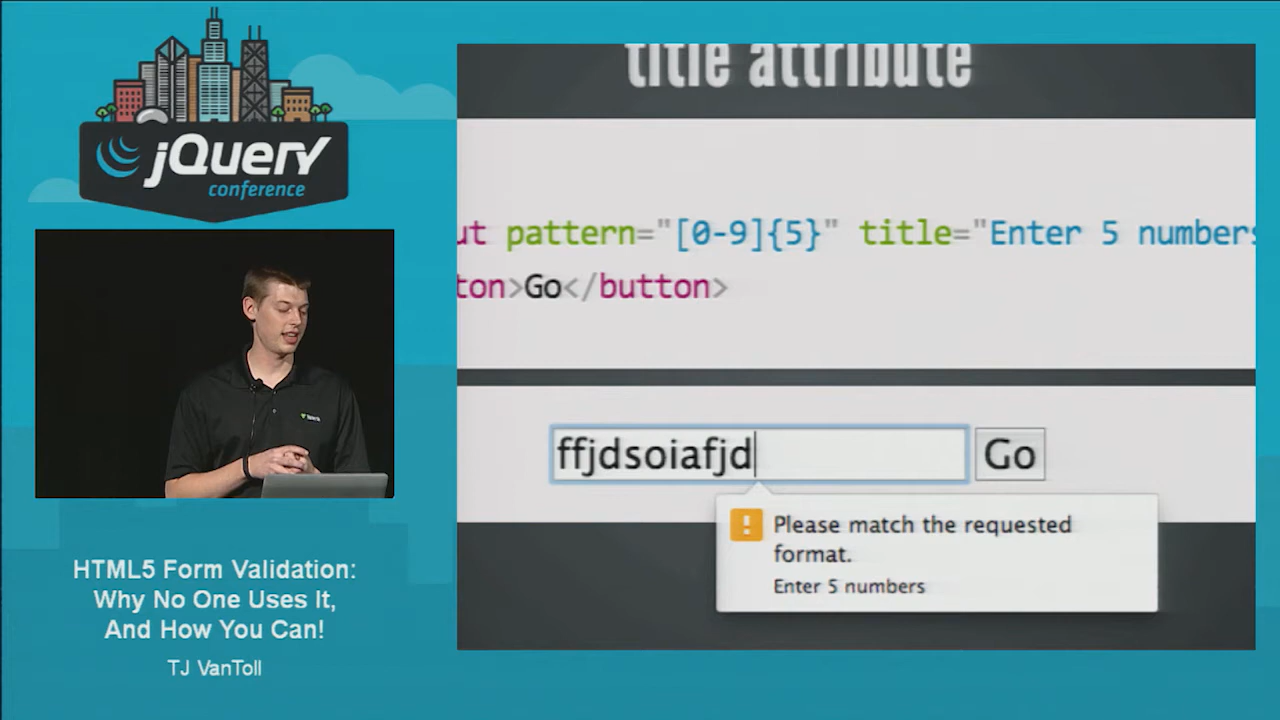 jQuery
conference
HTML5 Form Validation:
Why No One Uses It,
And How You Can!
TJ VanToll
title attribute
ut pattern="[0-9]{5}" title="Enter 5 numbers
ton>Go</button>
ffjdsoiafjd
Go
!
Please match the requested
format.
Enter 5 numbers